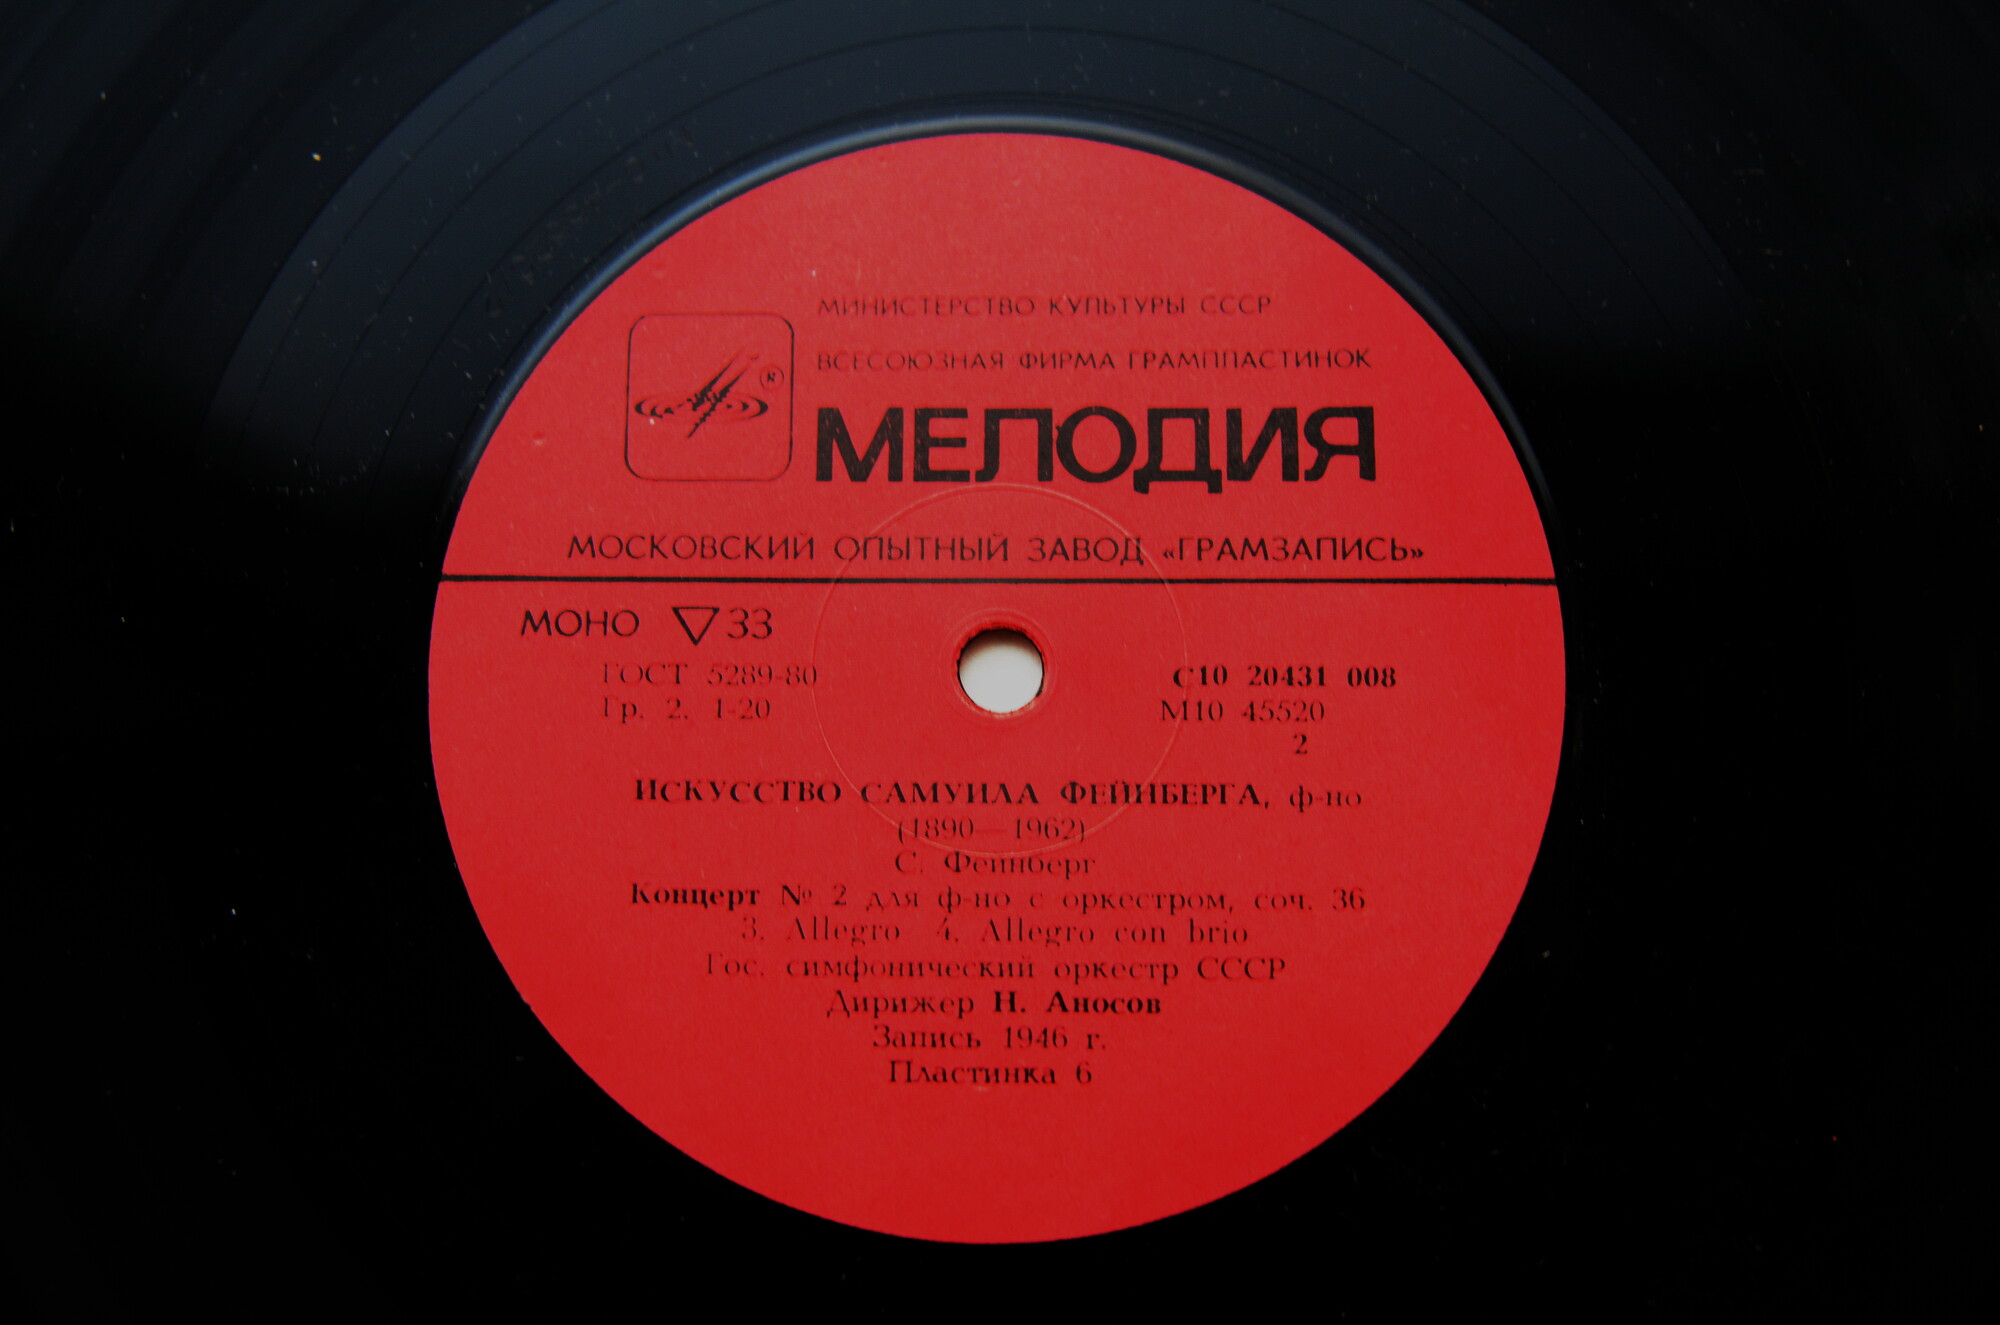 МИНИСТЕРСТВО КУЛЬТУРЫ СССР
ВСЕСОЮЗНАЯ ФИРМА ГРАМПЛАСТИНОК
МЕЛОДИЯ
МОСКОВСКИЙ ОПЫТНЫЙ ЗАВОД «ГРАМЗАПИСЬ»
МОНО 33
ГОСТ 5289-80
Гр. 2. 1-20
С10 20431 008
М10 45520
2
ИСКУССТВО САМУИЛА ФЕЙНБЕРГА, ф-но
(1890—1962)
С. Фейнберг
Концерт № 2 для ф-но с оркестром, соч. 36
3. Allegro 4. Allegro con brio
Гос. симфонический оркестр СССР
Дирижер Н. Аносов
Запись 1946 г.
Пластинка 6